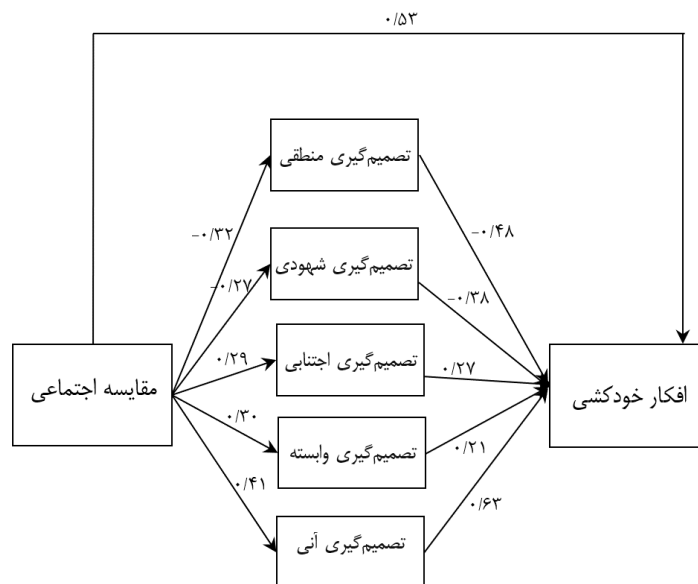 ۰/۵۳
تصمیم‌گیری منطقی
-۰/۳۲
-۰/۴۸
تصمیم‌گیری شهودی
-۰/۲۷
-۰/۳۸
مقایسه اجتماعی
۰/۲۹
تصمیم‌گیری اجتنابی
۰/۲۷
افکار خودکشی
۰/۳۰
تصمیم‌گیری وابسته
۰/۲۱
۰/۴۱
تصمیم‌گیری آنی
۰/۶۳